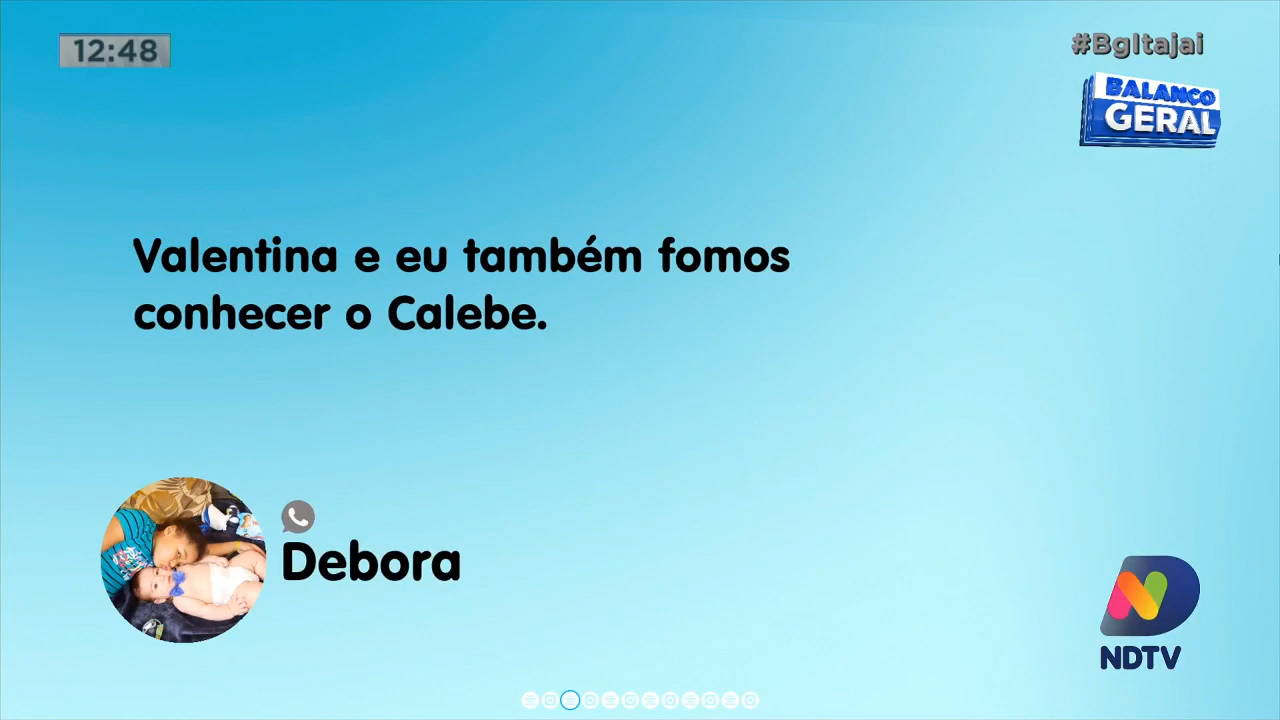 12:48
#BgItajai
BALANÇO
GERAL
Valentina e eu também fomos
conhecer o Calebe.
Debora
NDTV